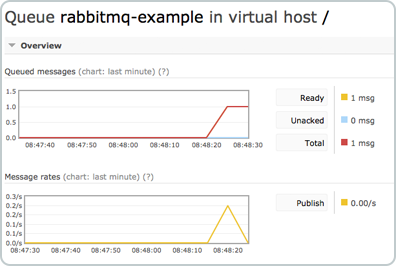 Queue rabbitmq-example in virtual host /
Overview
Queued messages (chart: last minute) (?)
1.5
1.0
0.5
0.0
08:47:40 08:47:50 08:48:00 08:48:10 08:48:20 08:48:30
Ready 1 msg
Unacked 0 msg
Total 1 msg
Message rates (chart: last minute) (?)
0.3/s
0.2/s
0.2/s
0.1/s
0.1/s
0.0/s
08:47:30 08:47:40 08:47:50 08:48:00 08:48:10 08:48:20
Publish 0.00/s